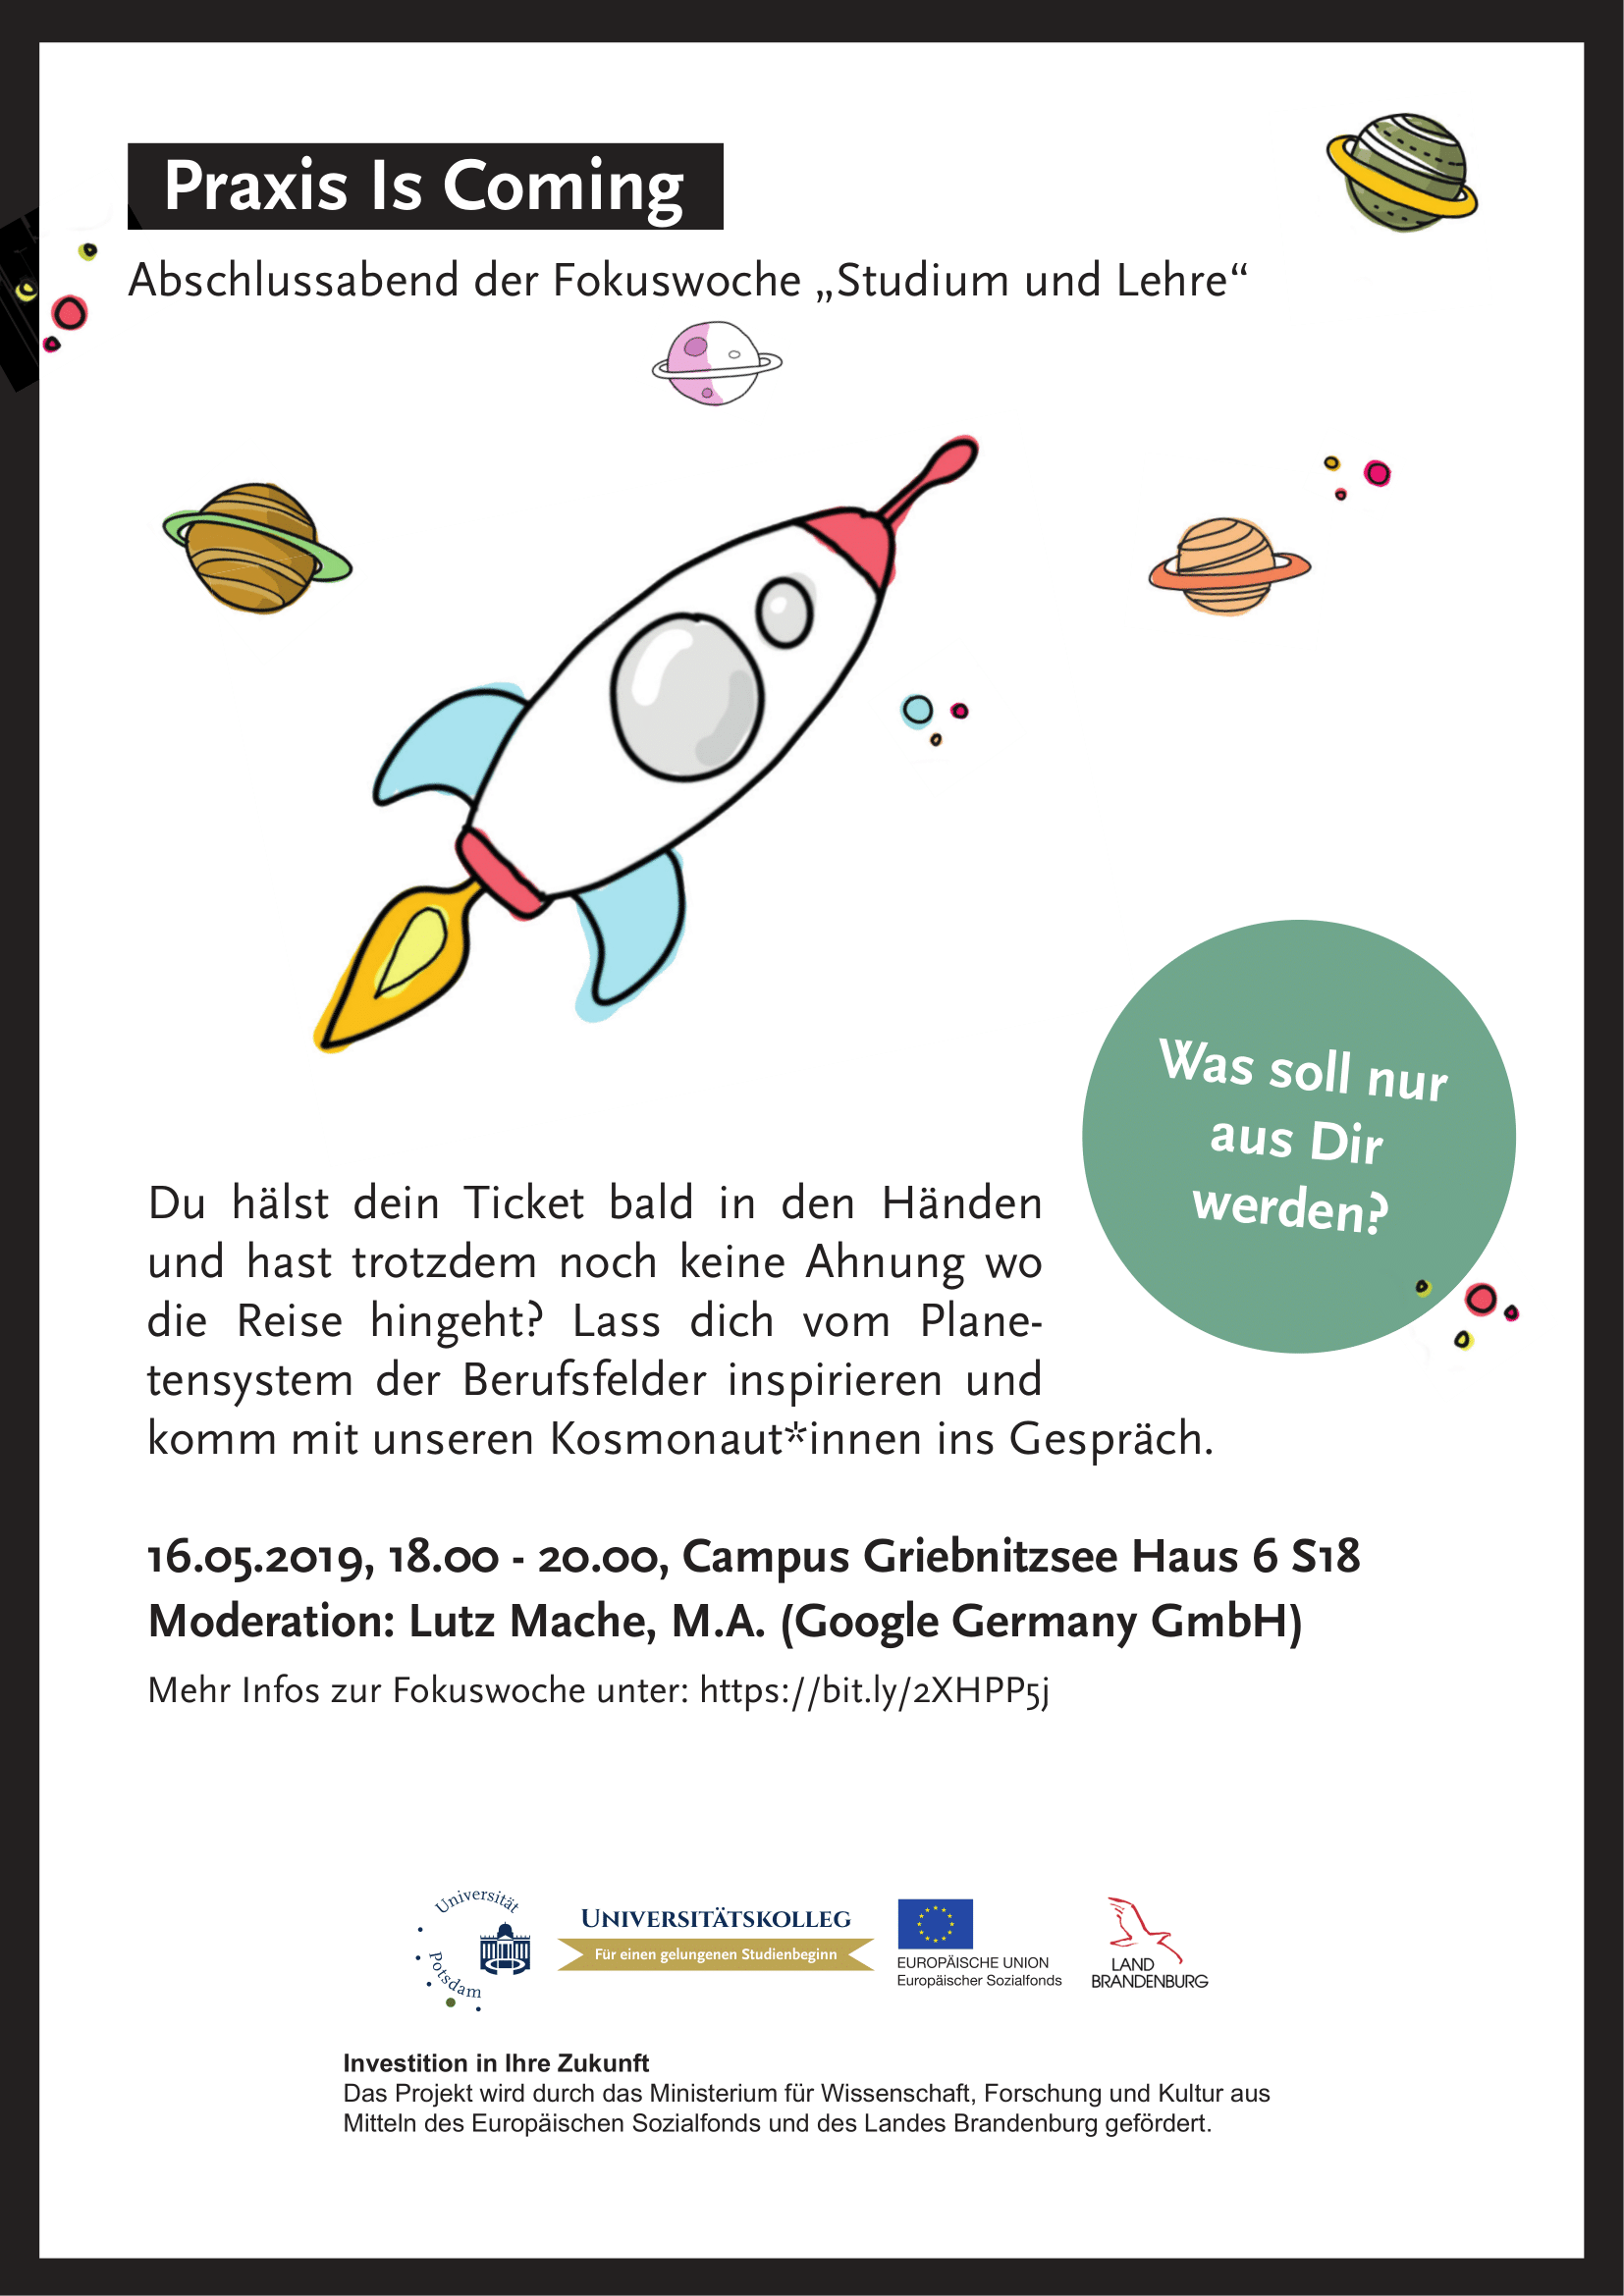 Praxis Is Coming
Abschlussabend der Fokuswoche „Studium und Lehre“
Was soll nur
aus Dir
werden?
Du hälst dein Ticket bald in den Händen
und hast trotzdem noch keine Ahnung wo
die Reise hingeht? Lass dich vom Plane-
tensystem der Berufsfelder inspirieren und
komm mit unseren Kosmonaut*innen ins Gespräch.
16.05.2019, 18.00 - 20.00, Campus Griebnitzsee Haus 6 S18
Moderation: Lutz Mache, M.A. (Google Germany GmbH)
Mehr Infos zur Fokuswoche unter: https://bit.ly/2XHPP5j
Universität
Potsdam
UNIVERSITÄTSKOLLEG
Für einen gelungenen Studienbeginn
EUROPÄISCHE UNION
Europäischer Sozialfonds
LAND
BRANDENBURG
Investition in Ihre Zukunft
Das Projekt wird durch das Ministerium für Wissenschaft, Forschung und Kultur aus
Mitteln des Europäischen Sozialfonds und des Landes Brandenburg gefördert.